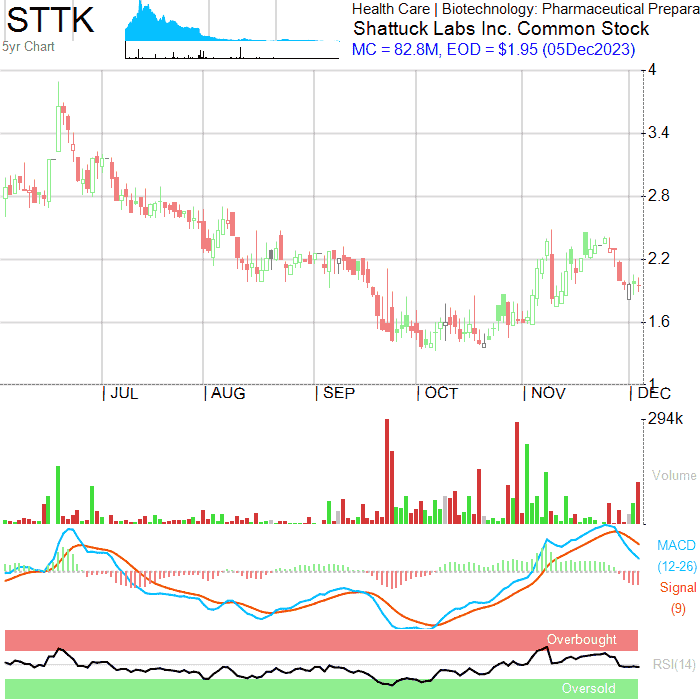 STTK
5yr Chart
Health Care | Biotechnology: Pharmaceutical Prepara
Shattuck Labs Inc. Common Stock
MC = 82.8M, EOD = $1.95 (05Dec2023)
4
3.4
2.8
2.2
1.6
1
| JUL | AUG | SEP | OCT | NOV | DEC
294k
Volume
MACD
(12-26)
Signal
(9)
Overbought
RSI(14)
Oversold